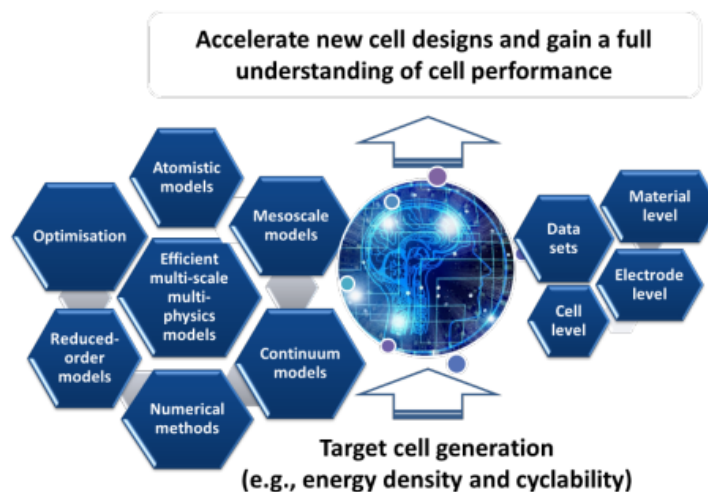 Accelerate new cell designs and gain a full
understanding of cell performance
Atomistic
models
Mesoscale
models
Optimisation
Efficient
multi-scale
multi-
physics
models
Reduced-
order
models
Continuum
models
Numerical
methods
Data
sets
Material
level
Electrode
level
Cell
level
Target cell generation
(e.g., energy density and cyclability)